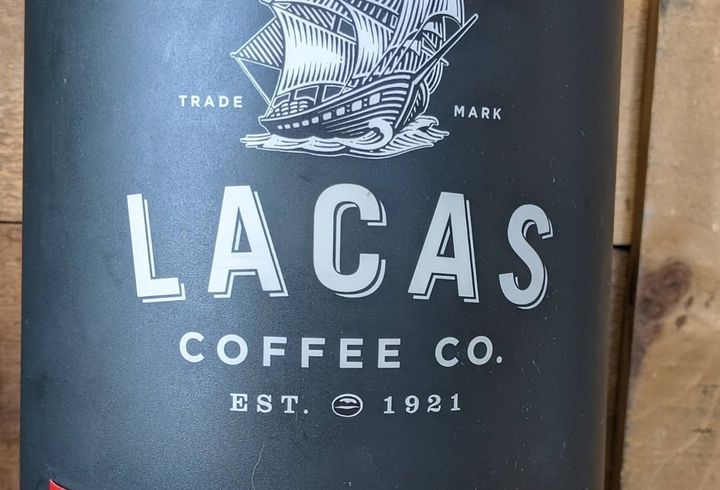 TRADE MARK
LACAS
COFFEE CO.
EST. 1921